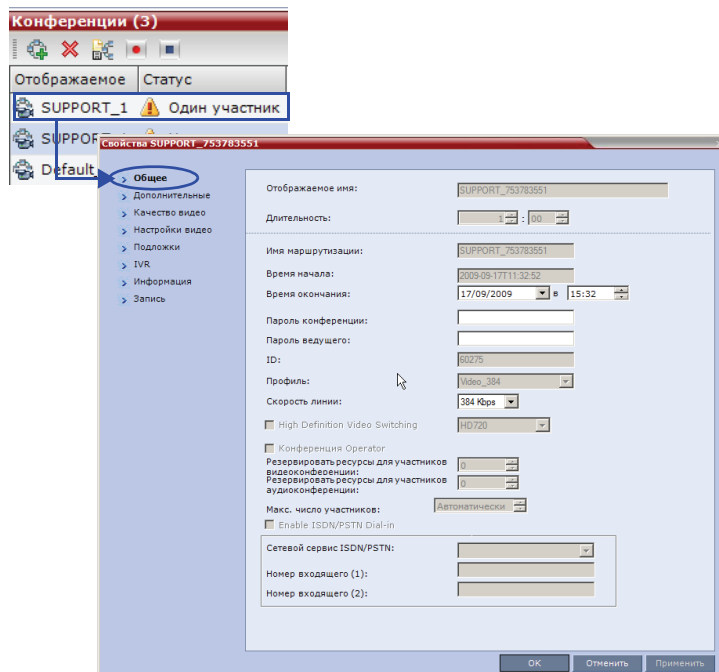 Конференции (3)
Отображаемое Статус
SUPPORT_1 Один участник
SUPPOR
Default_
Свойства SUPPORT_753783551
Общее
Дополнительные
Качество видео
Настройки видео
Подложки
IVR
Информация
Запись
Отображаемое имя: SUPPORT_753783551
Длительность: 1 : 00
Имя маршрутизации: SUPPORT_753783551
Время начала: 2009-09-17T11:32:52
Время окончания: 17/09/2009 в 15:32
Пароль конференции:
Пароль ведущего:
ID: 60275
Профиль: Video_384
Скорость линии: 384 Kbps
High Definition Video Switching HD720
Конференция Operator
Резервировать ресурсы для участников
видеоконференции: 0
Резервировать ресурсы для участников
аудиоконференции: 0
Макс. число участников: Автоматически
Enable ISDN/PSTN Dial-in
Сетевой сервис ISDN/PSTN:
Номер входящего (1):
Номер входящего (2):
OK Отменить Применить